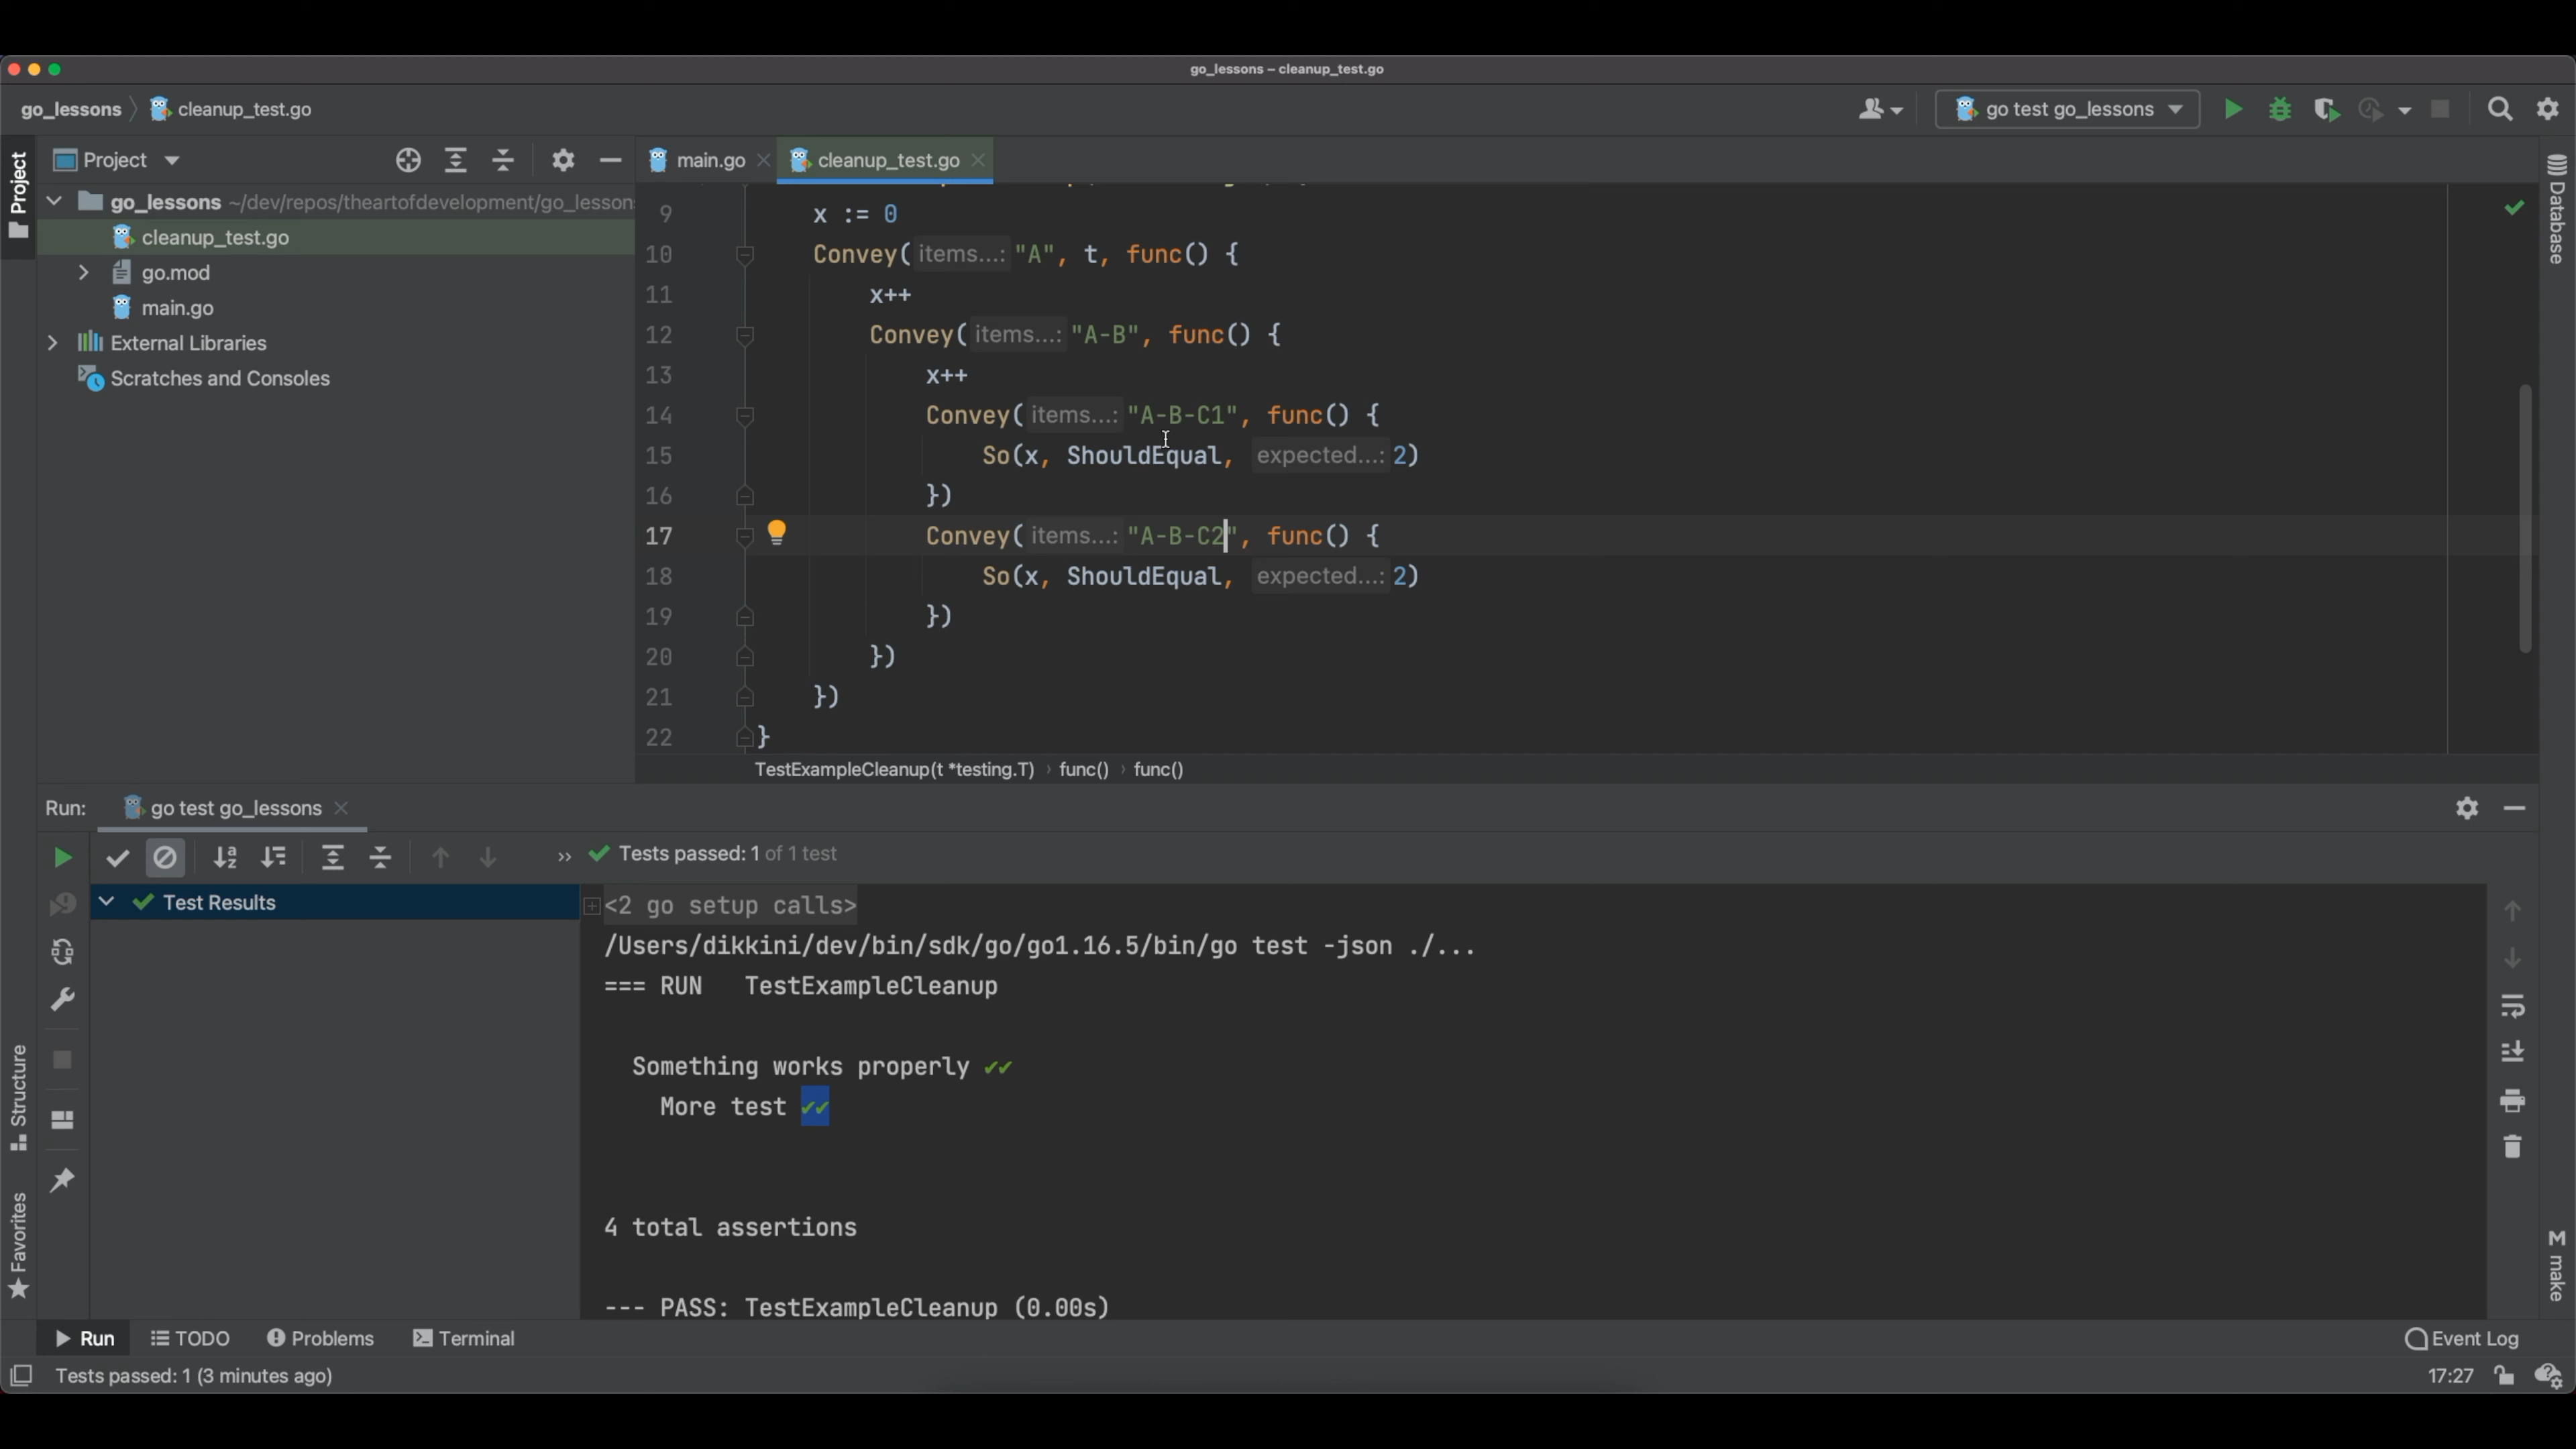 go_lessons – cleanup_test.go
go_lessons cleanup_test.go
go test go_lessons
Project
Project
main.go
cleanup_test.go
go_lessons ~/dev/repos/theartofdevelopment/go_lesson
cleanup_test.go
go.mod
main.go
External Libraries
Scratches and Consoles
9 x := 0
10 Convey( items...: "A", t, func() {
11 x++
12 Convey( items...: "A-B", func() {
13 x++
14 Convey( items...: "A-B-C1", func() {
15 So(x, ShouldEqual, expected...: 2)
16 })
17 Convey( items...: "A-B-C2", func() {
18 So(x, ShouldEqual, expected...: 2)
19 })
20 })
21 })
22 }
TestExampleCleanup(t *testing.T) › func() › func()
Database
Run: go test go_lessons
» Tests passed: 1 of 1 test
Test Results
<2 go setup calls>
/Users/dikkini/dev/bin/sdk/go/go1.16.5/bin/go test -json ./...
=== RUN TestExampleCleanup
Something works properly ✔✔
More test ✔✔
4 total assertions
--- PASS: TestExampleCleanup (0.00s)
Structure
Favorites
make
Run TODO Problems Terminal
Event Log
Tests passed: 1 (3 minutes ago)
17:27